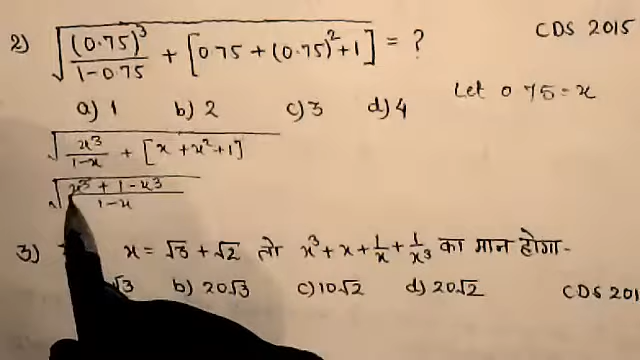 2) √((0.75)³/(1-0.75) + [0.75 + (0.75)² + 1]) = ? CDS 2015
Let 0.75 = x
a) 1 b) 2 c) 3 d) 4
√(x³/(1-x) + [x + x² + 1])
√((x³ + 1 - x³)/(1-x))
3) x = √3 + √2 तो x³ + x + 1/x + 1/x³ का मान होगा-
√3 b) 20√3 c) 10√2 d) 20√2 CDS 201